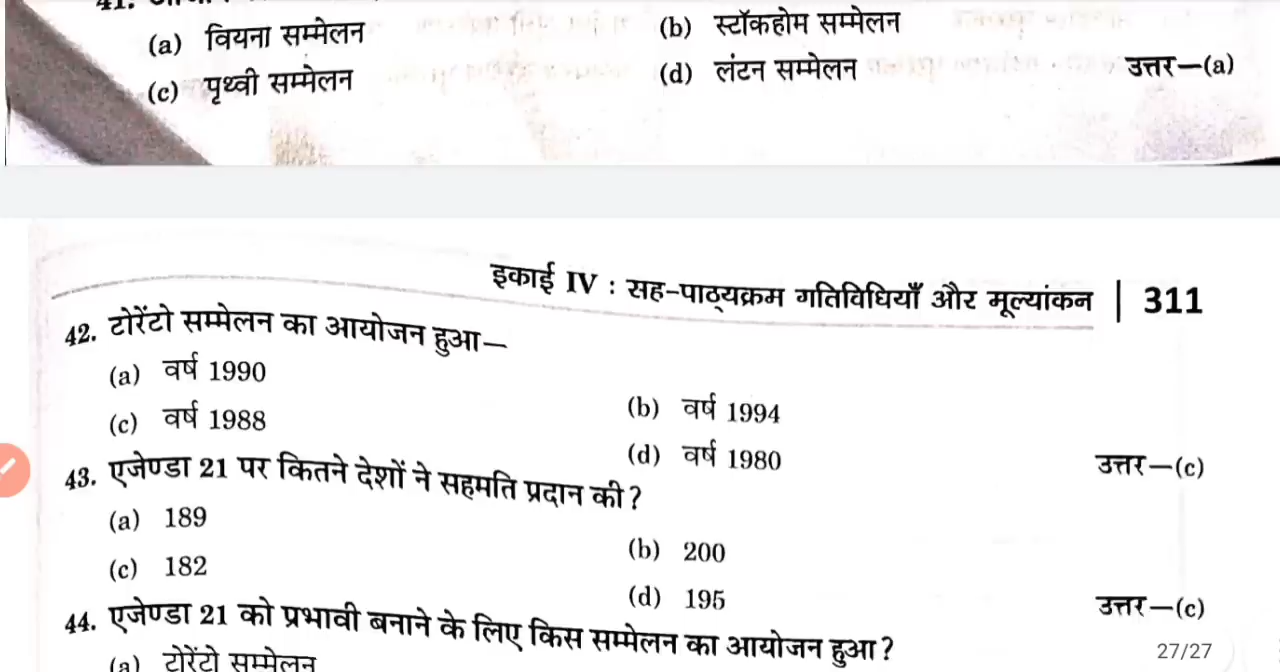 41.
(a) वियना सम्मेलन (b) स्टॉकहोम सम्मेलन
(c) पृथ्वी सम्मेलन (d) लंटन सम्मेलन उत्तर—(a)
इकाई IV : सह-पाठ्यक्रम गतिविधियाँ और मूल्यांकन | 311
42. टोरेंटो सम्मेलन का आयोजन हुआ—
(a) वर्ष 1990 (b) वर्ष 1994
(c) वर्ष 1988 (d) वर्ष 1980 उत्तर—(c)
43. एजेण्डा 21 पर कितने देशों ने सहमति प्रदान की?
(a) 189 (b) 200
(c) 182 (d) 195 उत्तर—(c)
44. एजेण्डा 21 को प्रभावी बनाने के लिए किस सम्मेलन का आयोजन हुआ?
(a) टोरेंटो सम्मेलन
27/27